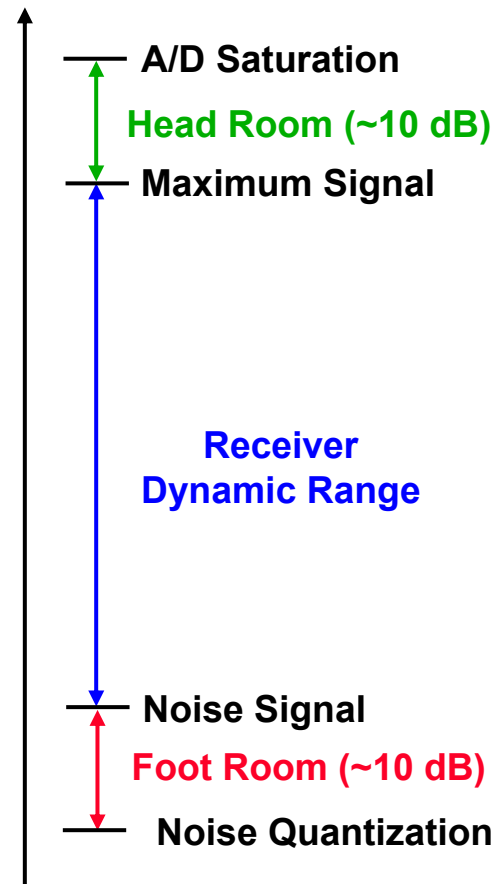 A/D Saturation
Head Room (~10 dB)
Maximum Signal
Receiver
Dynamic Range
Noise Signal
Foot Room (~10 dB)
Noise Quantization